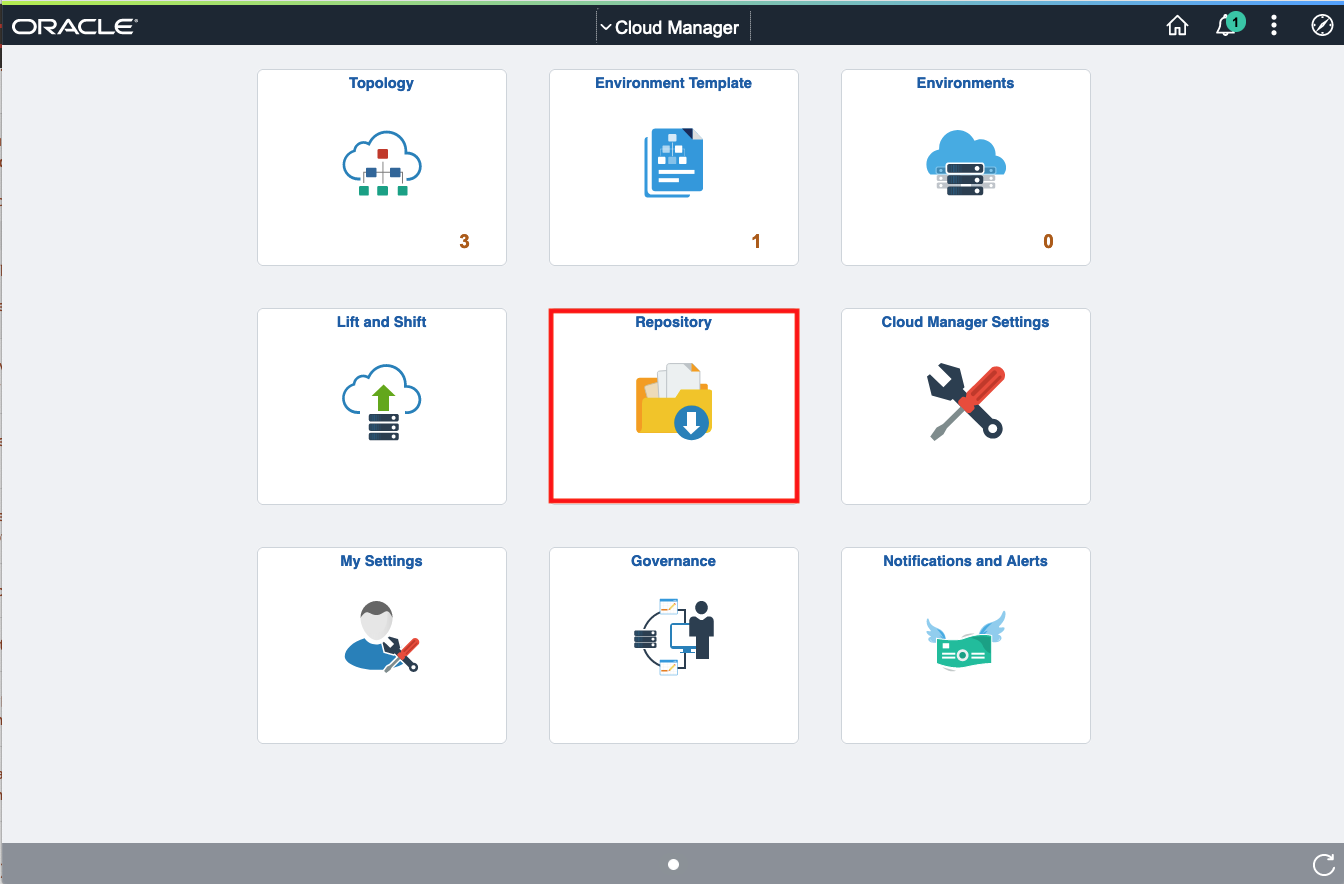 ORACLE
Cloud Manager
1
Topology
Environment Template
Environments
3
1
0
Lift and Shift
Repository
Cloud Manager Settings
My Settings
Governance
Notifications and Alerts